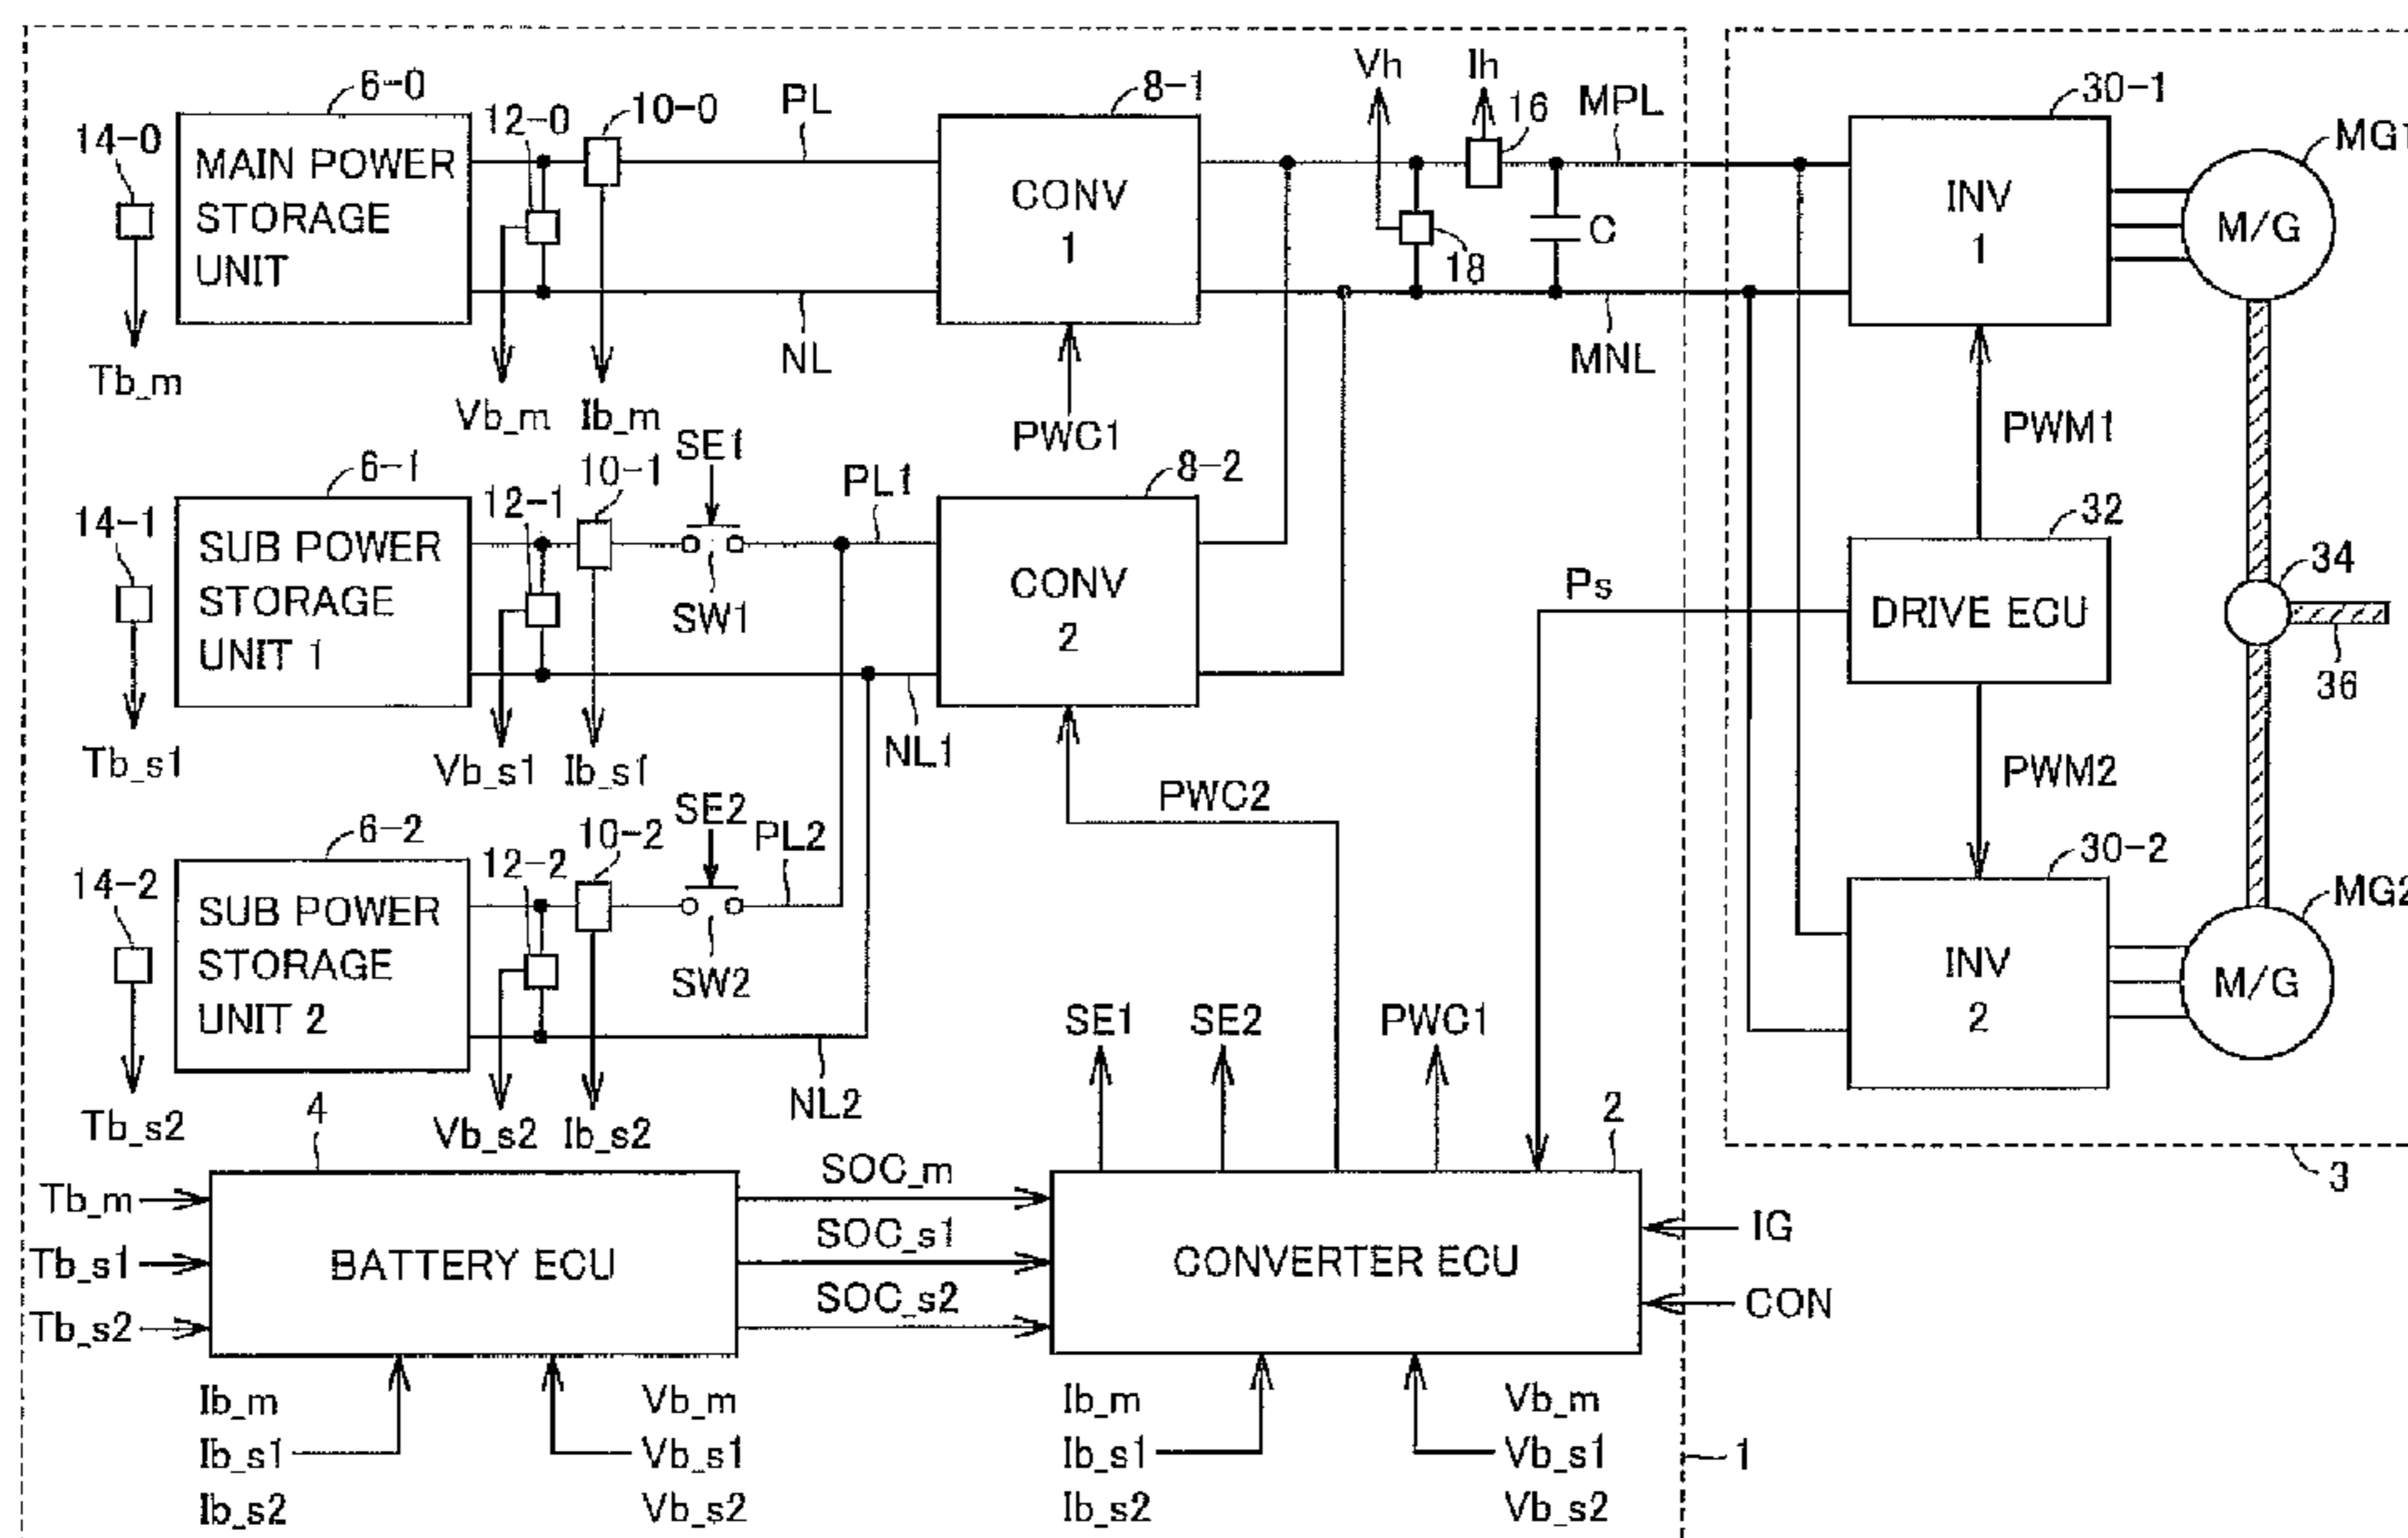 Vh
Ih
6-0
10-0
PL
8-1
16
MPL
30-1
MG1
14-0
12-0
MAIN POWER
STORAGE
UNIT
CONV
1
18
C
INV
1
M/G
Tb_m
NL
MNL
Vb_m
Ib_m
PWC1
PWM1
SE1
6-1
10-1
PL1
8-2
14-1
12-1
32
SUB POWER
STORAGE
UNIT 1
SW1
CONV
2
Ps
DRIVE ECU
34
36
Tb_s1
Vb_s1
Ib_s1
NL1
PWM2
SE2
PWC2
6-2
10-2
PL2
30-2
14-2
12-2
MG2
SUB POWER
STORAGE
UNIT 2
SW2
INV
2
M/G
SE1
SE2
PWC1
Tb_s2
Vb_s2
Ib_s2
NL2
4
2
3
Tb_m
Tb_s1
Tb_s2
BATTERY ECU
SOC_m
SOC_s1
SOC_s2
CONVERTER ECU
IG
CON
Ib_m
Ib_s1
Ib_s2
Vb_m
Vb_s1
Vb_s2
Ib_m
Ib_s1
Ib_s2
Vb_m
Vb_s1
Vb_s2
1